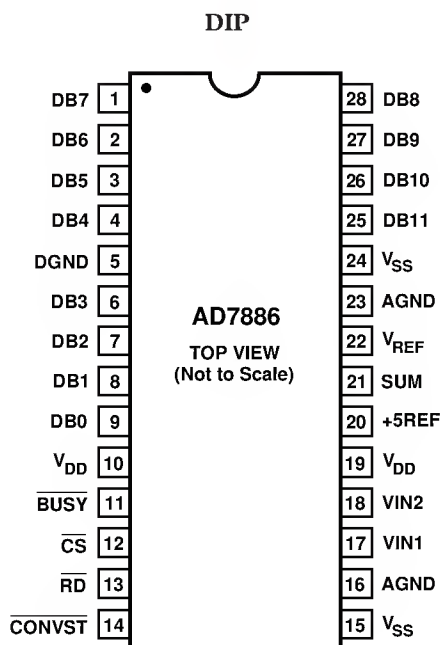 DIP
DB7 1 28 DB8
DB6 2 27 DB9
DB5 3 26 DB10
DB4 4 25 DB11
DGND 5 24 VSS
DB3 6 23 AGND
DB2 7 22 VREF
DB1 8 21 SUM
DB0 9 20 +5REF
VDD 10 19 VDD
BUSY 11 18 VIN2
CS 12 17 VIN1
RD 13 16 AGND
CONVST 14 15 VSS
AD7886
TOP VIEW
(Not to Scale)